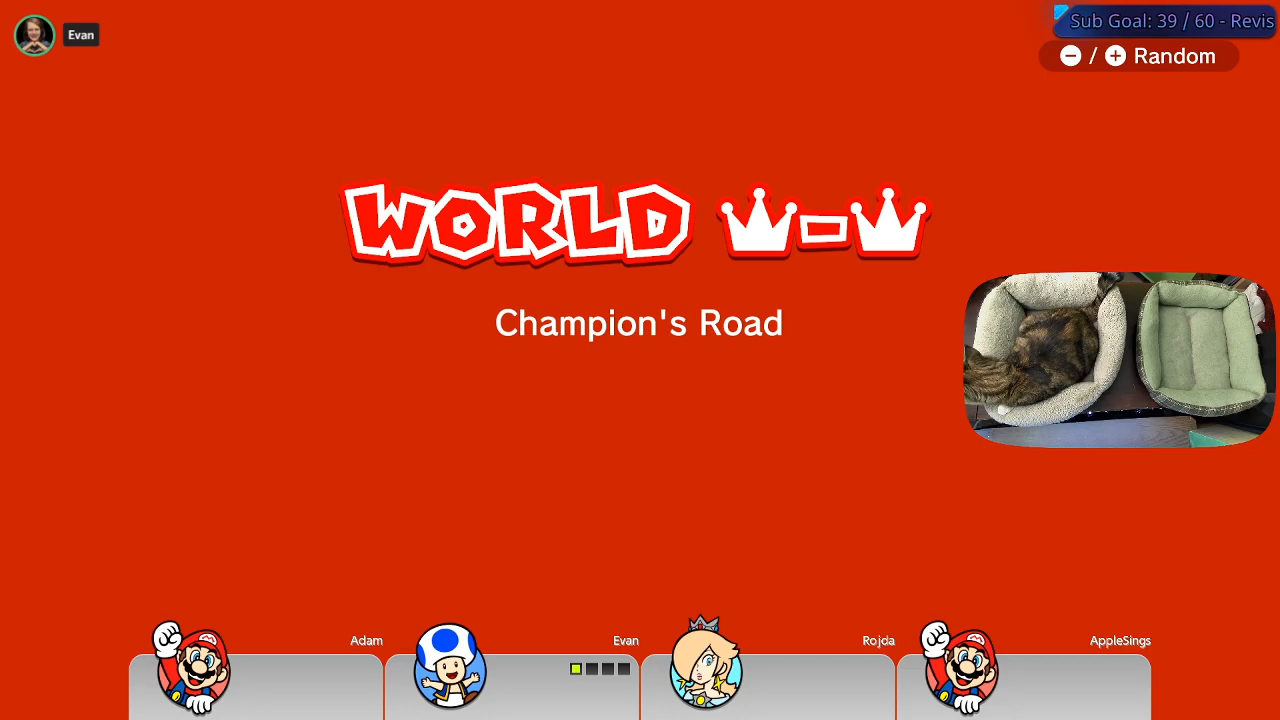 Evan
Sub Goal: 39 / 60 - Revis
- / + Random
WORLD -
Champion's Road
Adam
Evan
Rojda
AppleSings